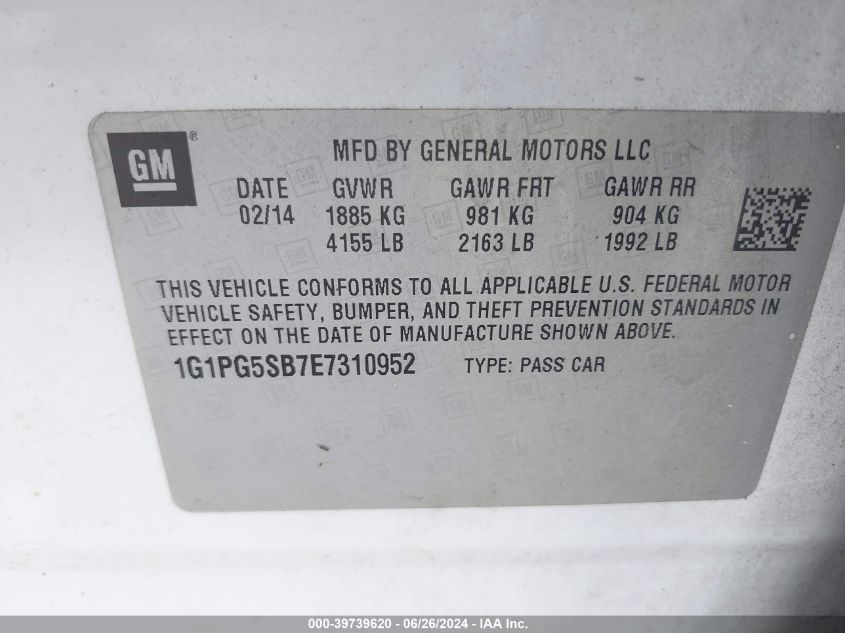 GM®
MFD BY GENERAL MOTORS LLC
DATE GVWR GAWR FRT GAWR RR
02/14 1885 KG 981 KG 904 KG
4155 LB 2163 LB 1992 LB
THIS VEHICLE CONFORMS TO ALL APPLICABLE U.S. FEDERAL MOTOR
VEHICLE SAFETY, BUMPER, AND THEFT PREVENTION STANDARDS IN
EFFECT ON THE DATE OF MANUFACTURE SHOWN ABOVE.
1G1PG5SB7E7310952 TYPE: PASS CAR
000-39739620 - 06/26/2024 - IAA Inc.